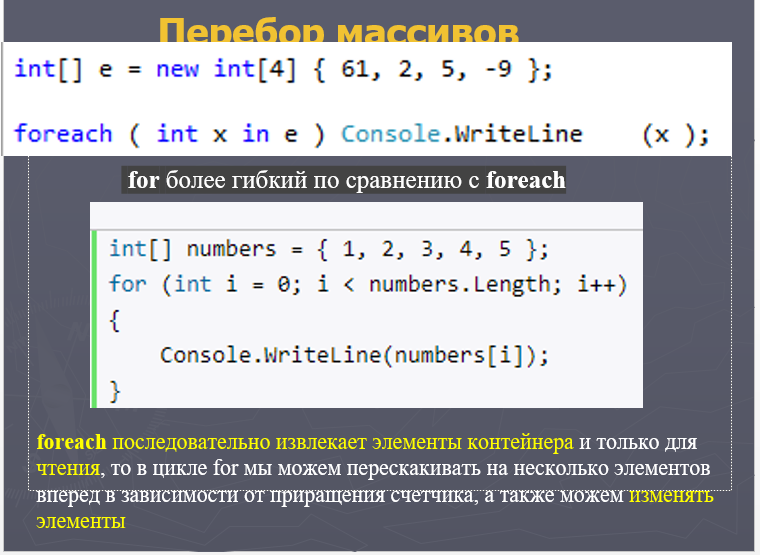 Перебор массивов
int[] e = new int[4] { 61, 2, 5, -9 };
foreach ( int x in e ) Console.WriteLine (x );
for более гибкий по сравнению с foreach
int[] numbers = { 1, 2, 3, 4, 5 };
for (int i = 0; i < numbers.Length; i++)
{
Console.WriteLine(numbers[i]);
}
foreach последовательно извлекает элементы контейнера и только для
чтения, то в цикле for мы можем перескакивать на несколько элементов
вперед в зависимости от приращения счетчика, а также можем изменять
элементы